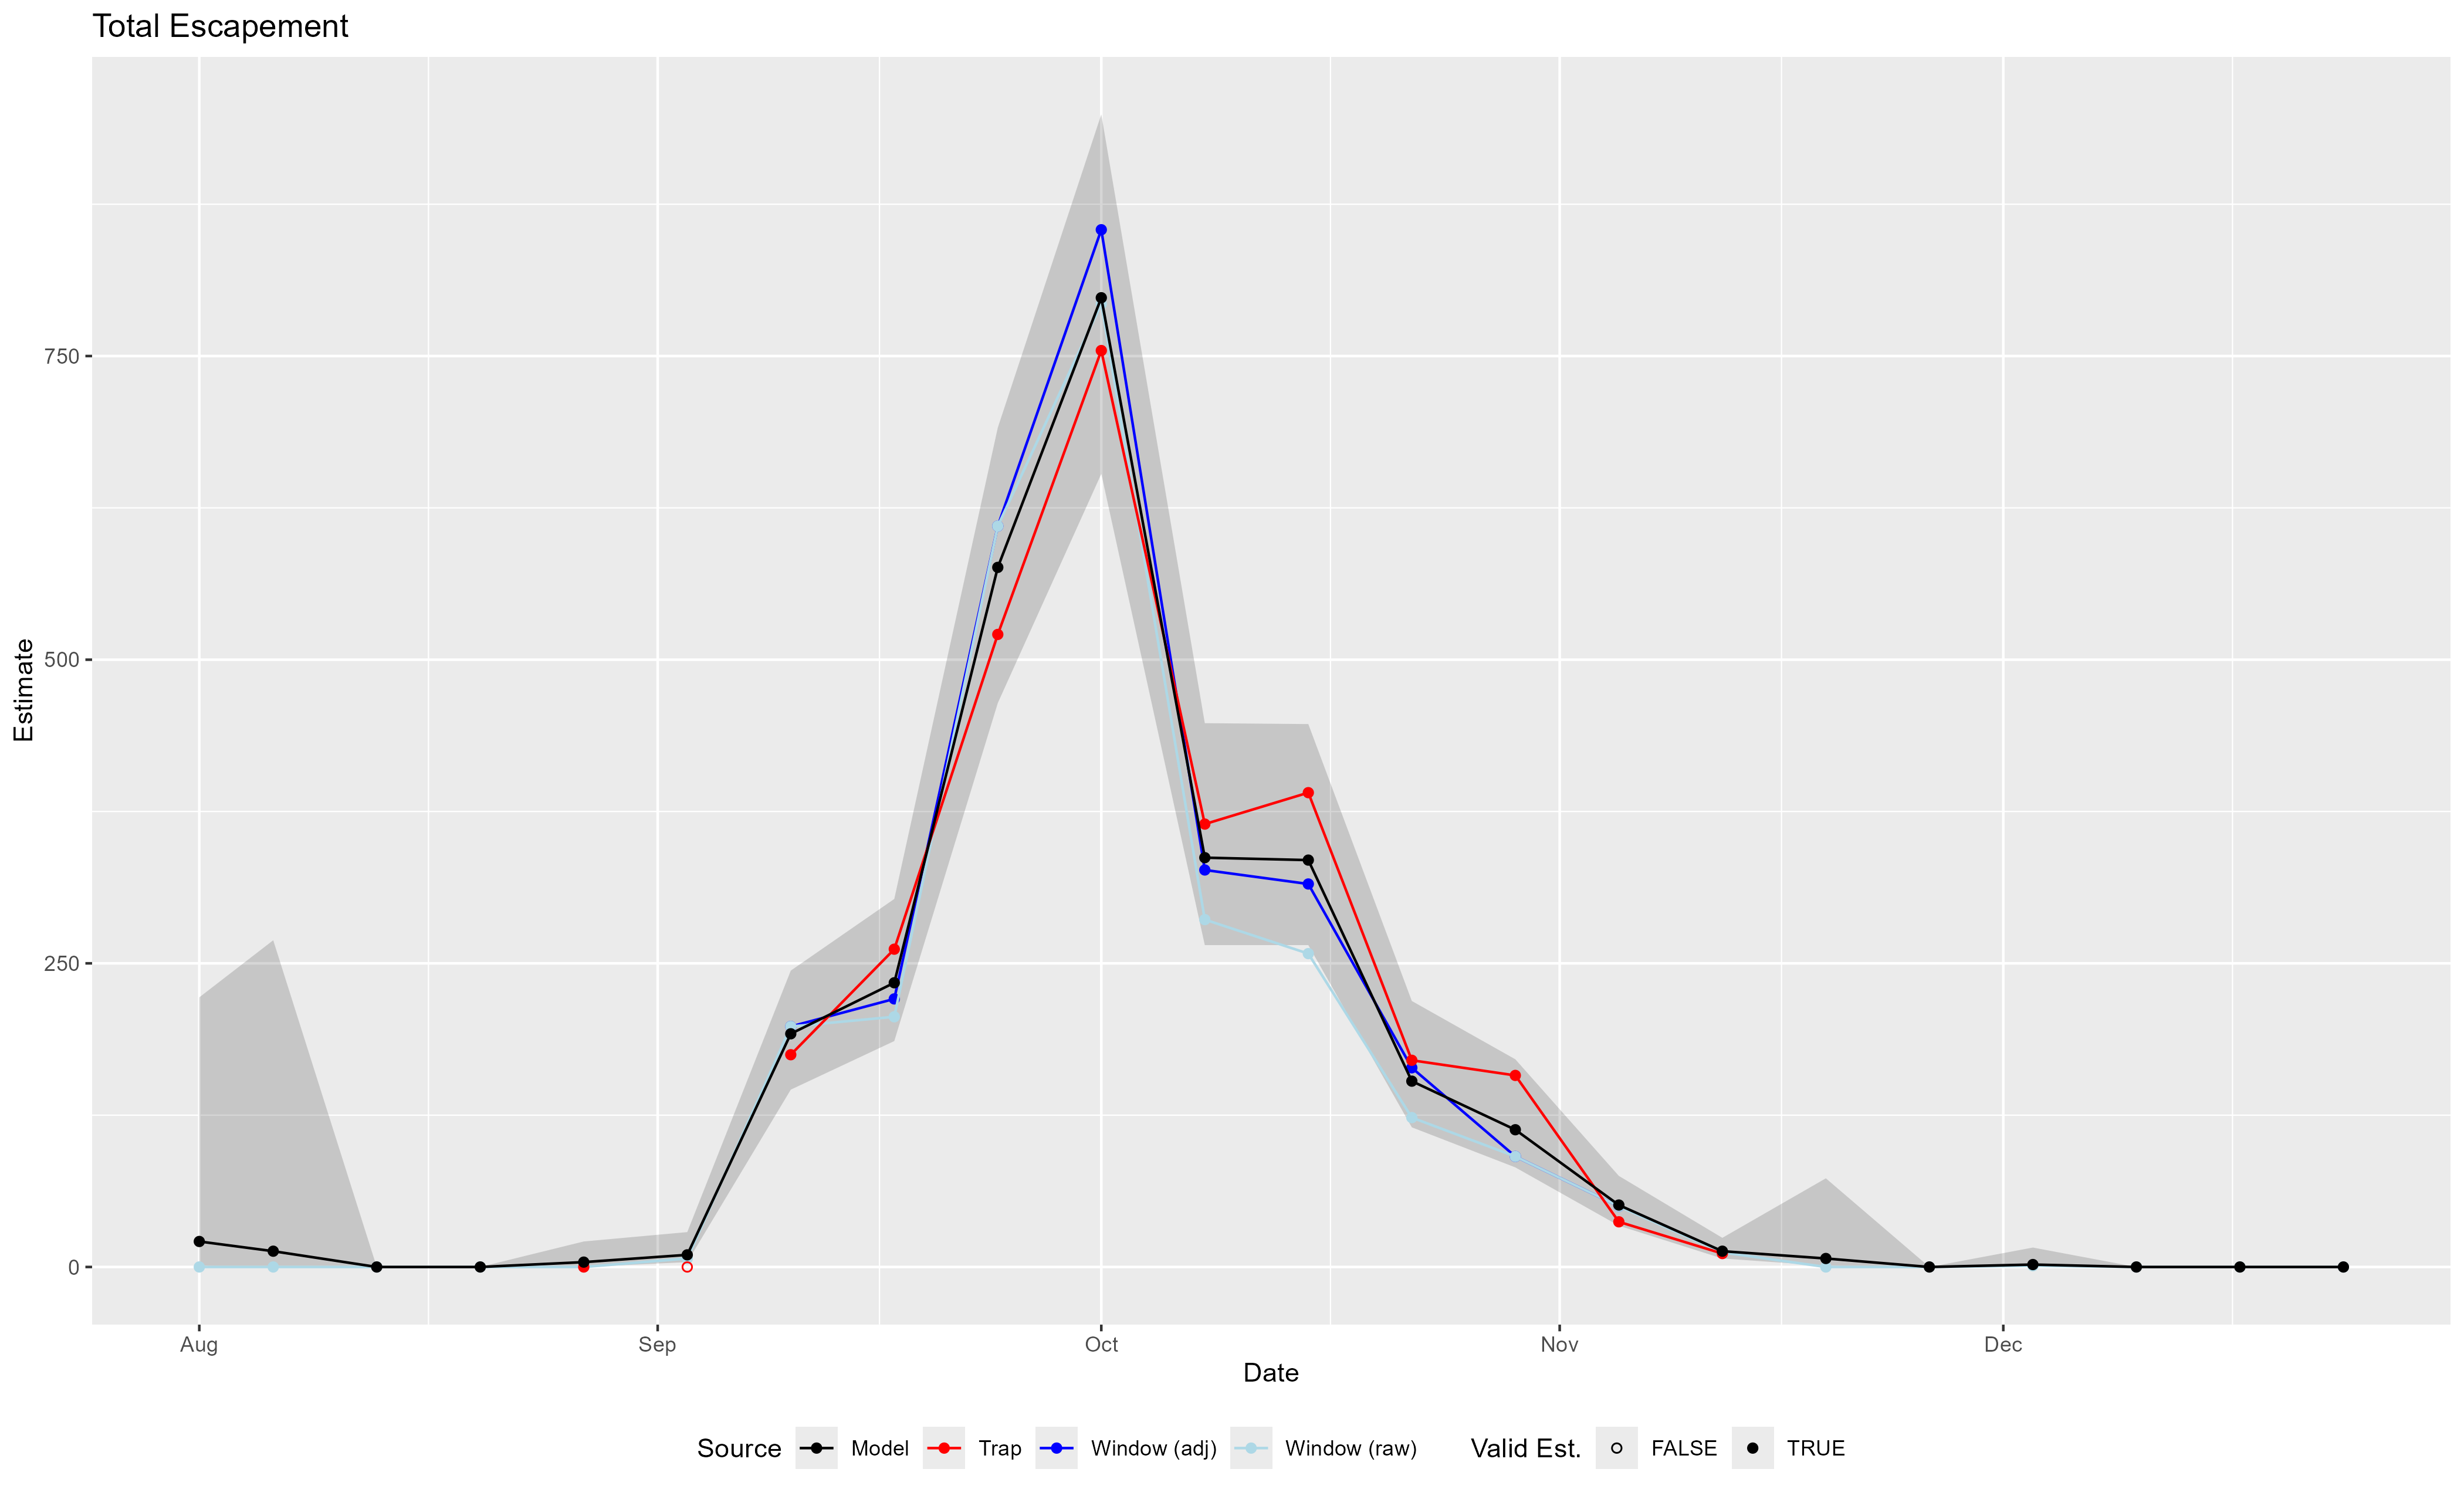 Total Escapement
Estimate
750
500
250
0
Aug Sep Oct Nov Dec
Date
Source Model Trap Window (adj) Window (raw) Valid Est. FALSE TRUE